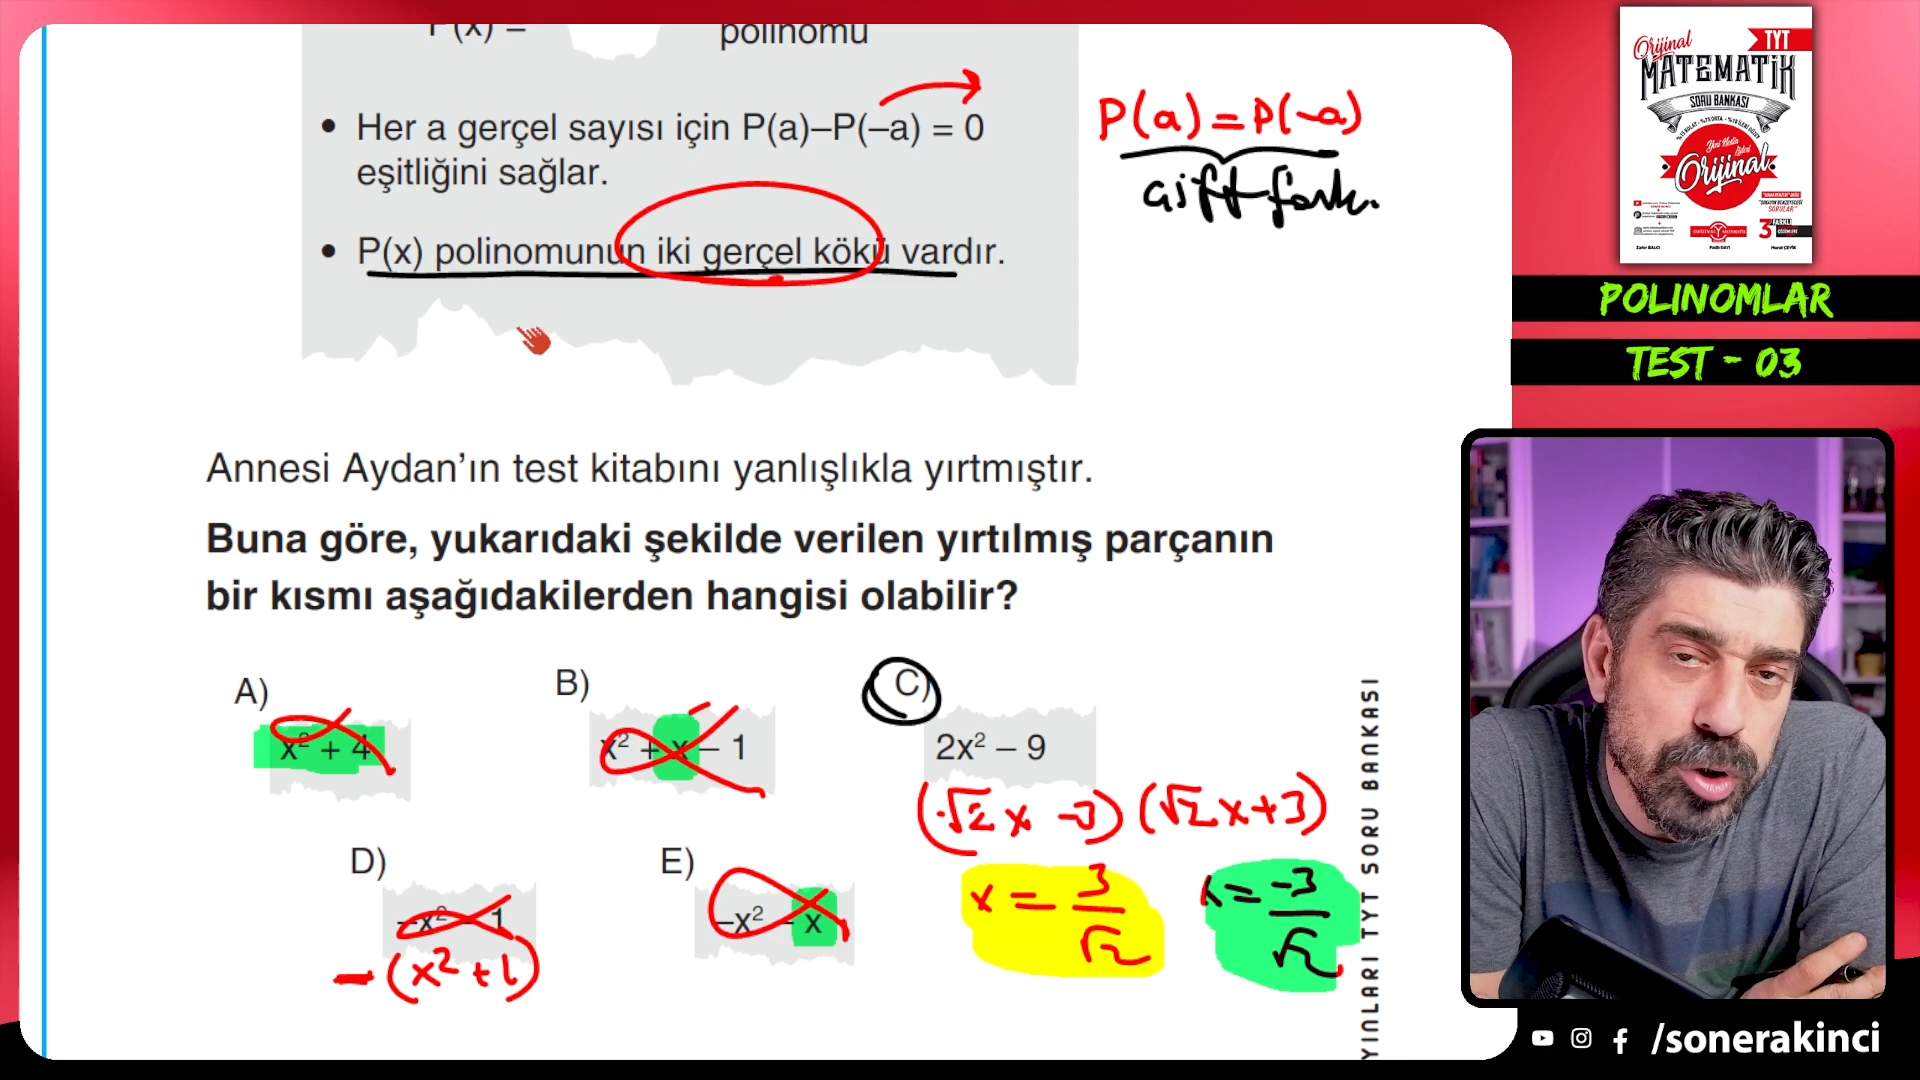 P(x) =
polinomu
• Her a gerçel sayısı için P(a)–P(–a) = 0
eşitliğini sağlar.
• P(x) polinomunun iki gerçel kökü vardır.
P(a) = P(-a)
çift fonk.
Annesi Aydan’ın test kitabını yanlışlıkla yırtmıştır.
Buna göre, yukarıdaki şekilde verilen yırtılmış parçanın
bir kısmı aşağıdakilerden hangisi olabilir?
A)
x² + 4
B)
x² + x – 1
C)
2x² – 9
(√2x -3) (√2x+3)
x = 3/√2
x = -3/√2
D)
–x² – 1
-(x²+1)
E)
–x² – x
YINLARI TYT SORU BANKASI
Orijinal
TYT
MATEMATİK
SORU BANKASI
Orijinal
3
POLINOMLAR
TEST - 03
/sonerakinci